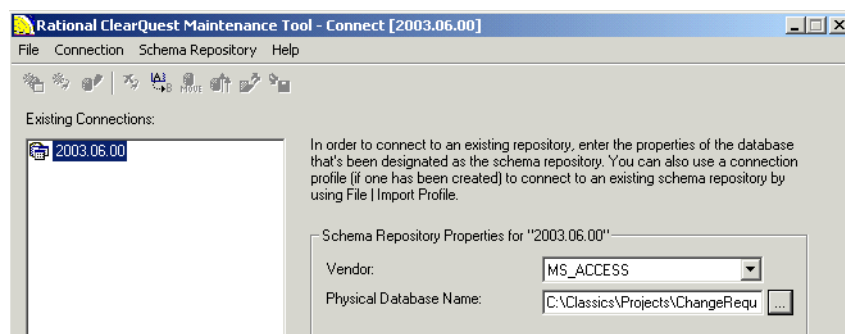 Rational ClearQuest Maintenance Tool - Connect [2003.06.00]
File Connection Schema Repository Help
A
B
MOVE
Existing Connections:
2003.06.00
In order to connect to an existing repository, enter the properties of the database
that's been designated as the schema repository. You can also use a connection
profile (if one has been created) to connect to an existing schema repository by
using File | Import Profile.
Schema Repository Properties for "2003.06.00"
Vendor: MS_ACCESS
Physical Database Name: C:\Classics\Projects\ChangeRequ ...